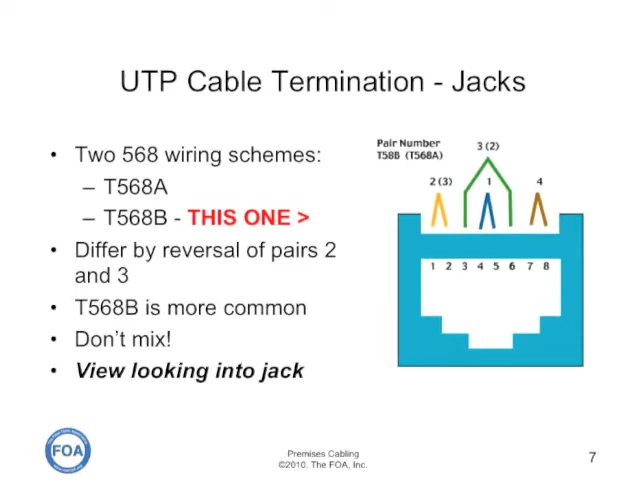 UTP Cable Termination - Jacks
• Two 568 wiring schemes:
– T568A
– T568B - THIS ONE >
• Differ by reversal of pairs 2
and 3
• T568B is more common
• Don't mix!
• View looking into jack
Pair Number
T58B (T568A)
3 (2)
2 (3) 1 4
1 2 3 4 5 6 7 8
FOA
Premises Cabling
©2010, The FOA, Inc.
7